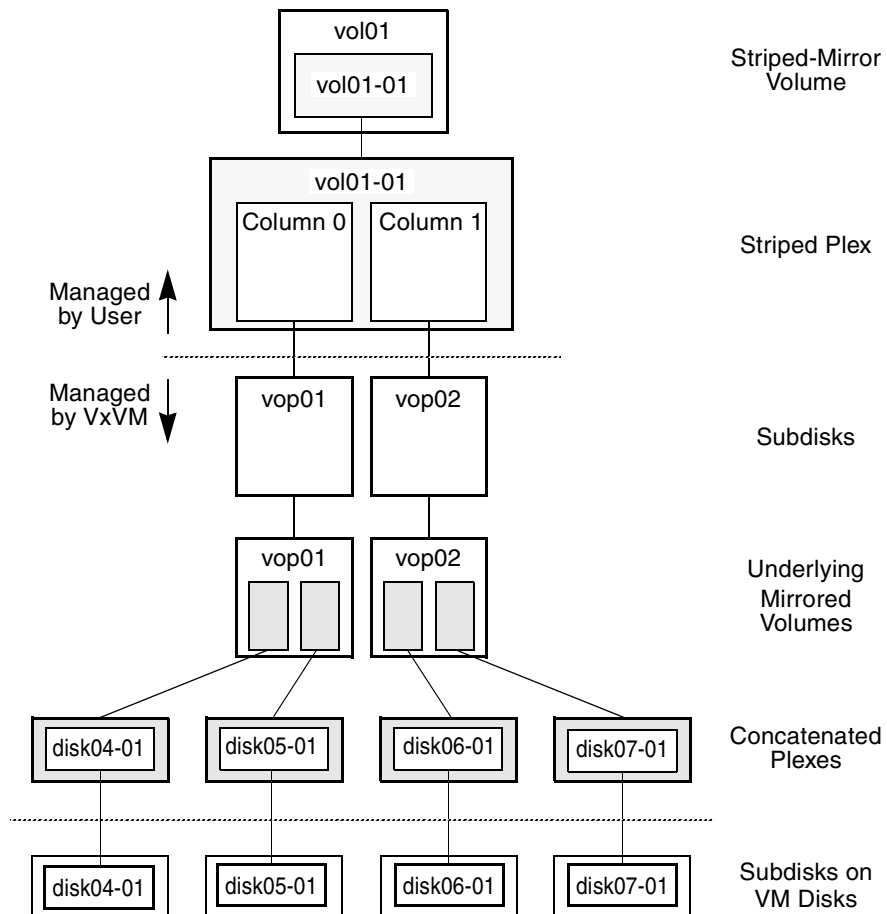 vol01
vol01-01
Striped-Mirror
Volume
vol01-01
Column 0
Column 1
Striped Plex
Managed
by User
Managed
by VxVM
vop01
vop02
Subdisks
vop01
vop02
Underlying
Mirrored
Volumes
disk04-01
disk05-01
disk06-01
disk07-01
Concatenated
Plexes
disk04-01
disk05-01
disk06-01
disk07-01
Subdisks on
VM Disks